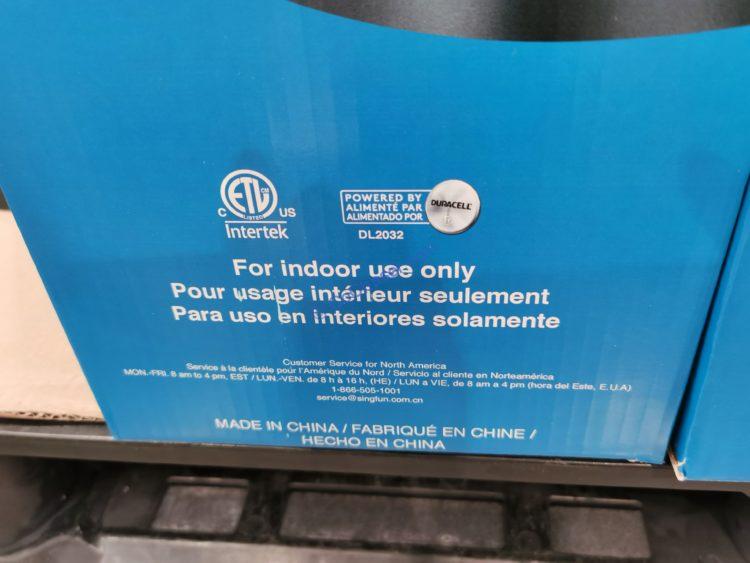 ETL CM
LISTED
C US
Intertek
POWERED BY
ALIMENTÉ PAR
ALIMENTADO POR
DURACELL
DL2032
For indoor use only
Pour usage intérieur seulement
Para uso en interiores solamente
Customer Service for North America
Service à la clientèle pour l'Amérique du Nord / Servicio al cliente en Norteamérica
MON.-FRI. 8 am to 4 pm, EST / LUN.-VEN. de 8 h à 16 h, (HE) / LUN a VIE, de 8 am a 4 pm (hora del Este, E.U.A)
1-866-505-1001
service@singfun.com.cn
MADE IN CHINA / FABRIQUÉ EN CHINE /
HECHO EN CHINA